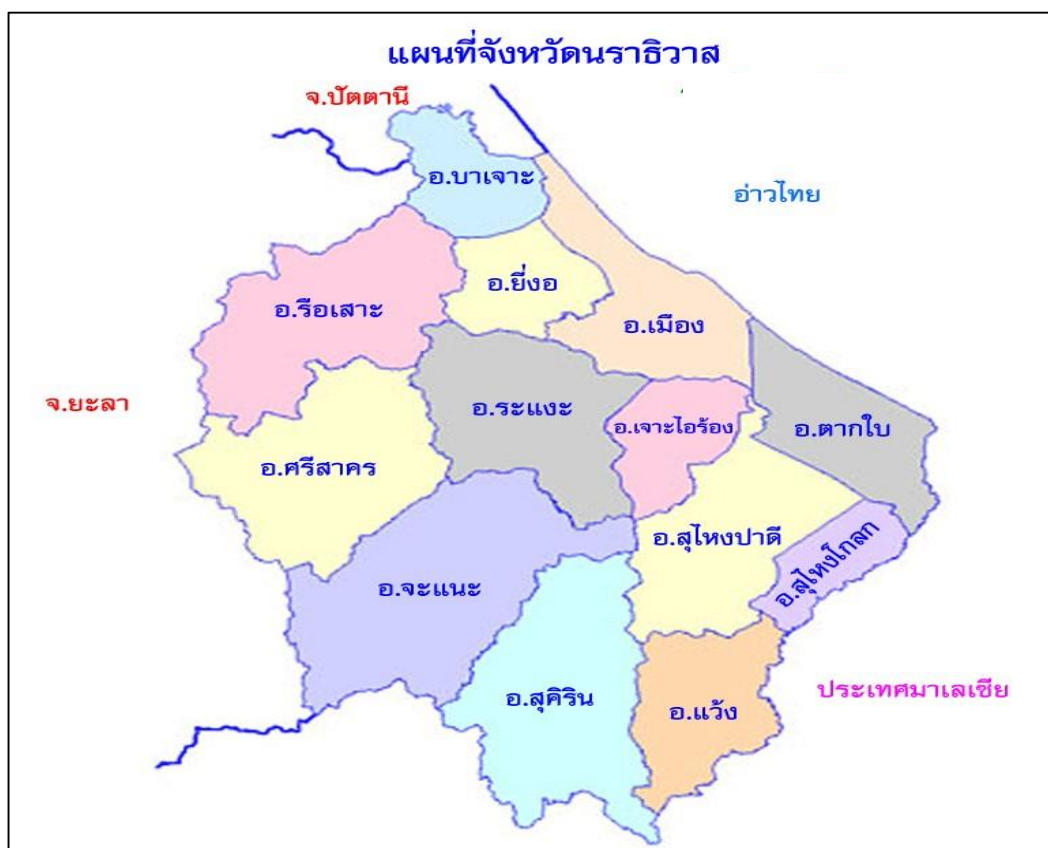 แผนที่จังหวัดนราธิวาส
จ.ปัตตานี
อ.บาเจาะ
อ่าวไทย
อ.ยี่งอ
อ.รือเสาะ
อ.เมือง
จ.ยะลา
อ.ระแงะ
อ.เจาะไอร้อง
อ.ตากใบ
อ.ศรีสาคร
อ.สุไหงปาดี
อ.สุไหงโกลก
อ.จะแนะ
ประเทศมาเลเซีย
อ.สุคิริน
อ.แว้ง